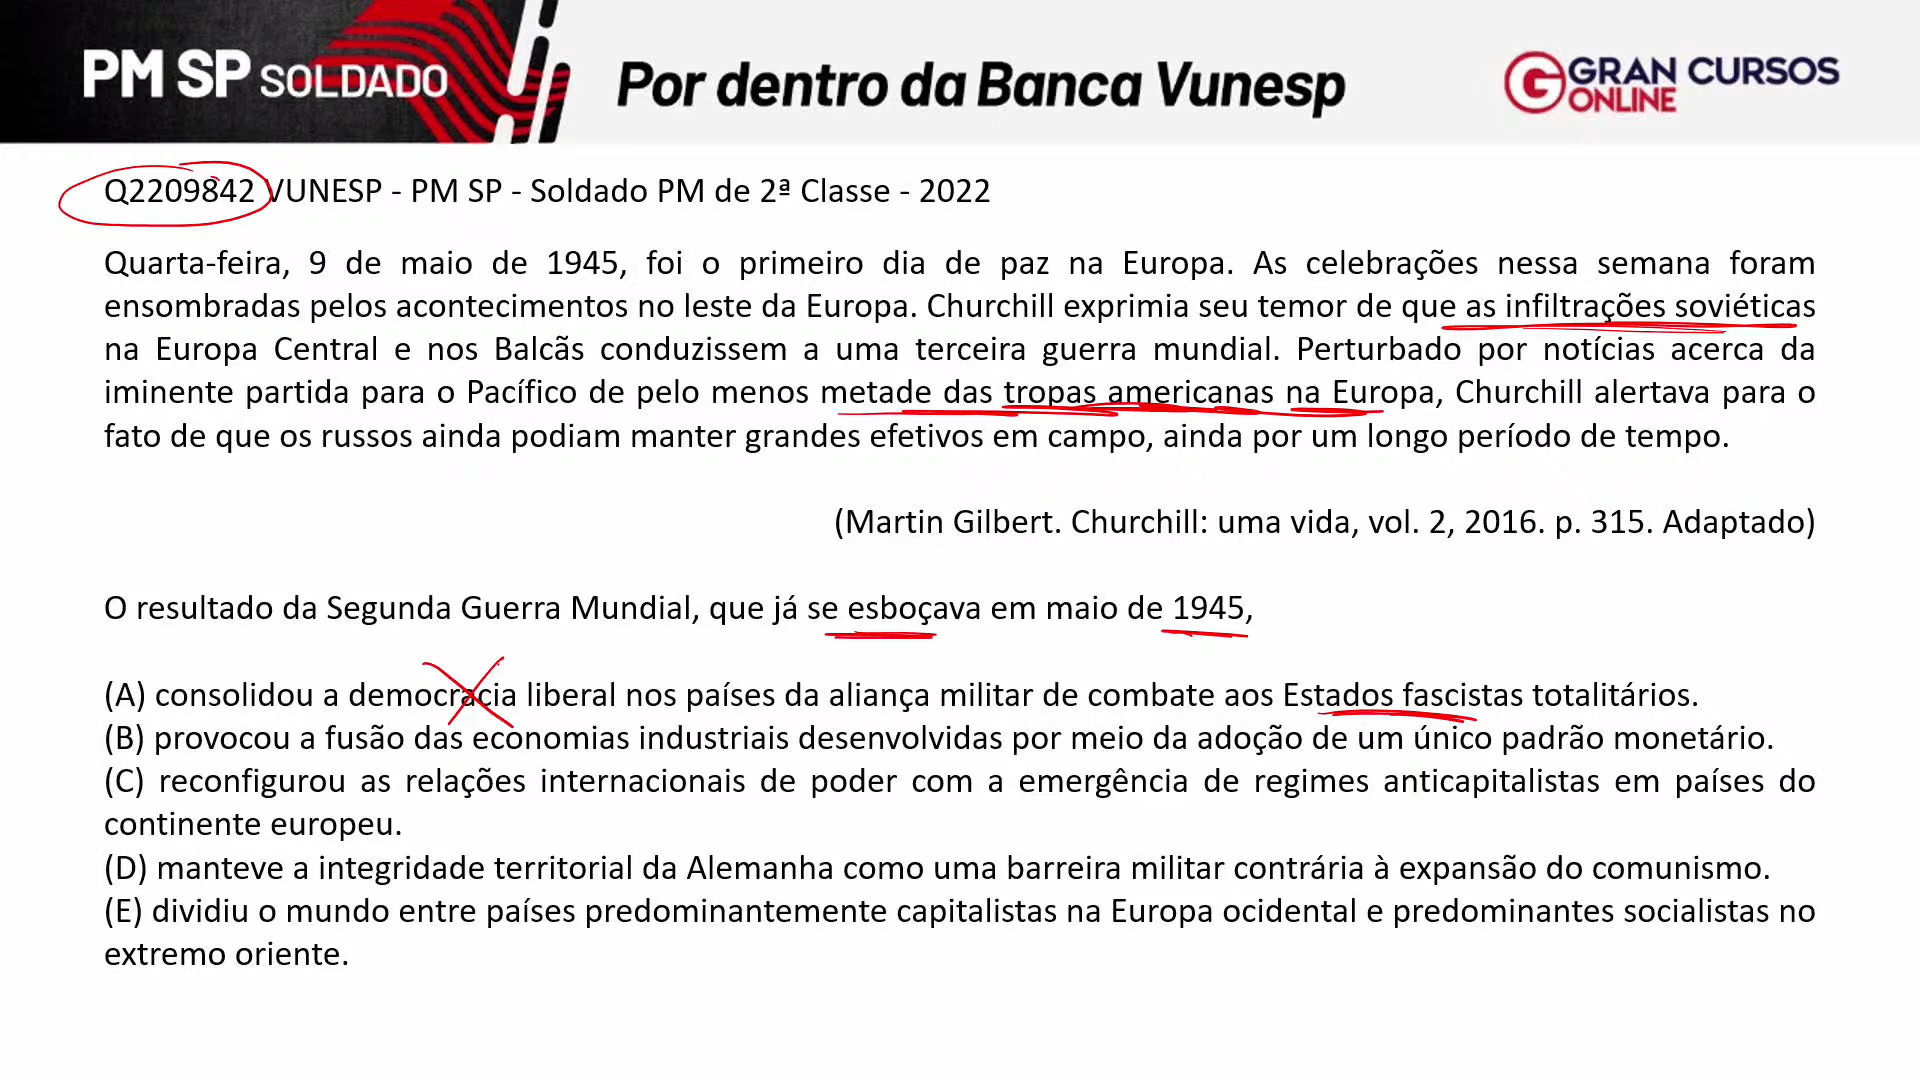 PM SP SOLDADO
Por dentro da Banca Vunesp
GRAN CURSOS
ONLINE
Q2209842 VUNESP - PM SP - Soldado PM de 2ª Classe - 2022
Quarta-feira, 9 de maio de 1945, foi o primeiro dia de paz na Europa. As celebrações nessa semana foram
ensombradas pelos acontecimentos no leste da Europa. Churchill exprimia seu temor de que as infiltrações soviéticas
na Europa Central e nos Balcãs conduzissem a uma terceira guerra mundial. Perturbado por notícias acerca da
iminente partida para o Pacífico de pelo menos metade das tropas americanas na Europa, Churchill alertava para o
fato de que os russos ainda podiam manter grandes efetivos em campo, ainda por um longo período de tempo.
(Martin Gilbert. Churchill: uma vida, vol. 2, 2016. p. 315. Adaptado)
O resultado da Segunda Guerra Mundial, que já se esboçava em maio de 1945,
(A) consolidou a democracia liberal nos países da aliança militar de combate aos Estados fascistas totalitários.
(B) provocou a fusão das economias industriais desenvolvidas por meio da adoção de um único padrão monetário.
(C) reconfigurou as relações internacionais de poder com a emergência de regimes anticapitalistas em países do
continente europeu.
(D) manteve a integridade territorial da Alemanha como uma barreira militar contrária à expansão do comunismo.
(E) dividiu o mundo entre países predominantemente capitalistas na Europa ocidental e predominantes socialistas no
extremo oriente.